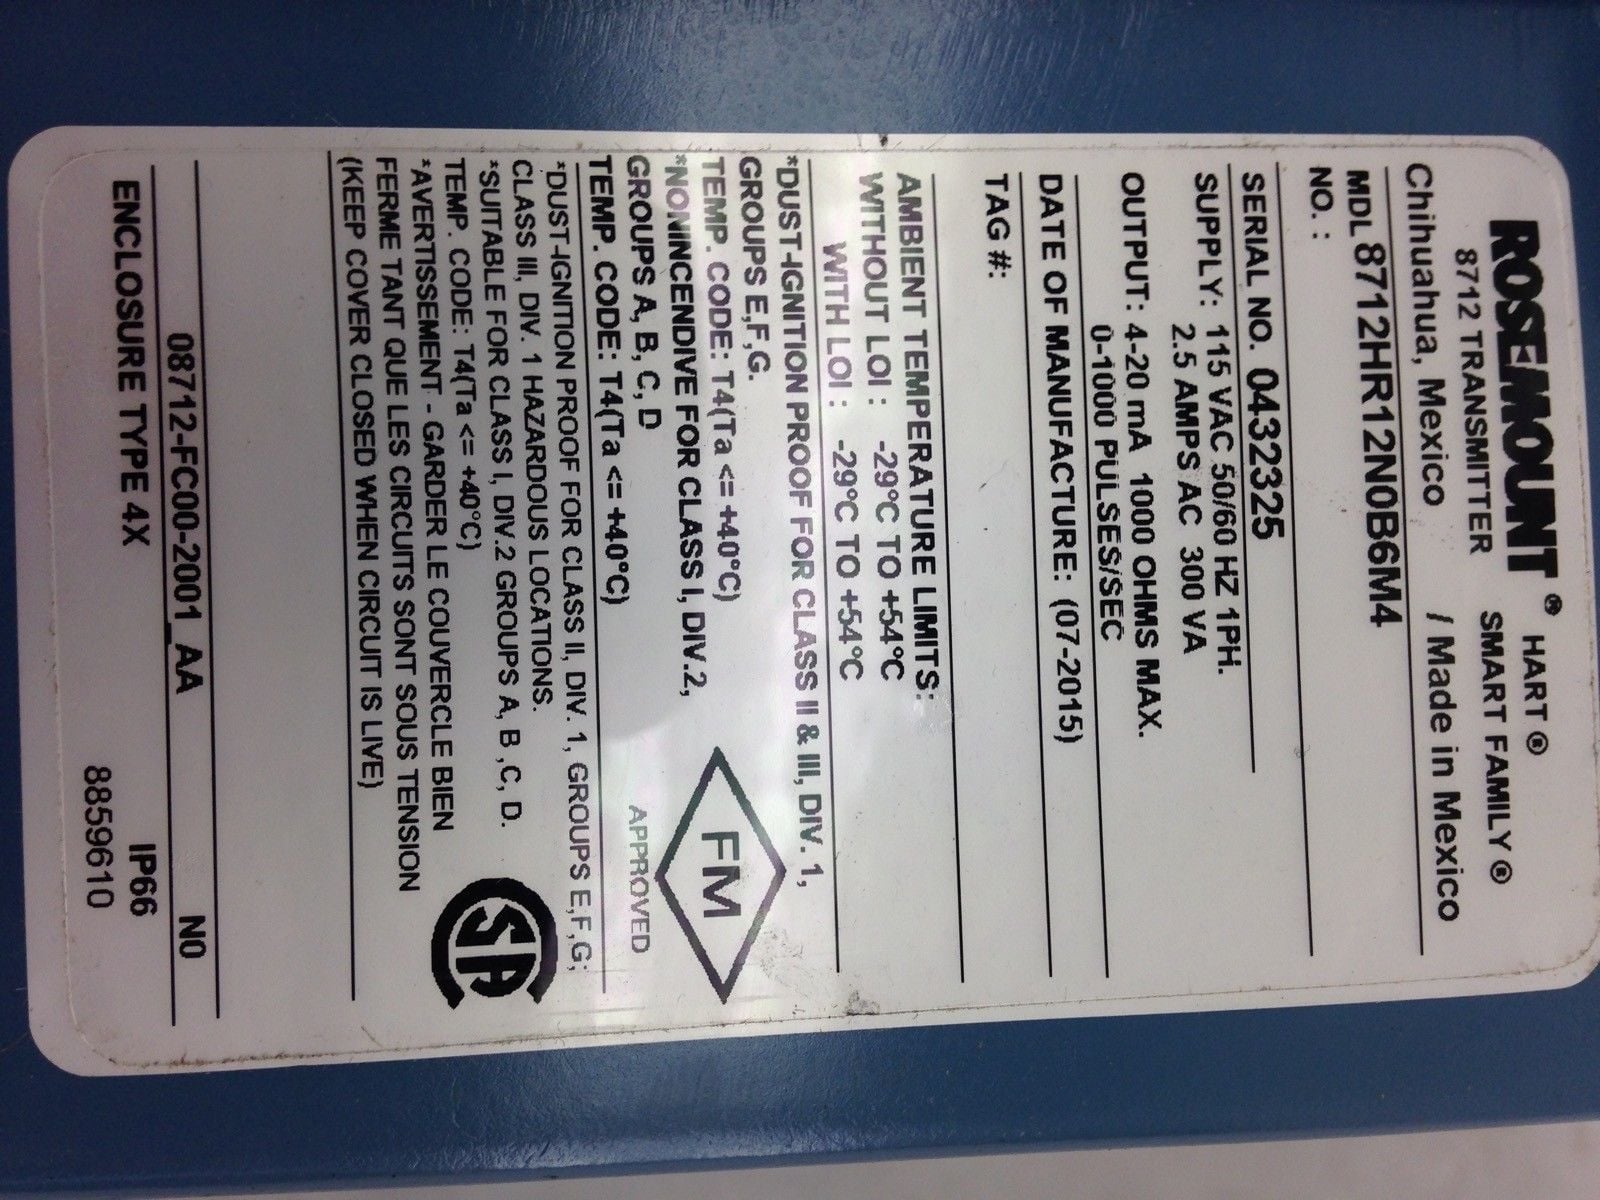 ROSEMOUNT® HART®
8712 TRANSMITTER SMART FAMILY®
Chihuahua, Mexico / Made in Mexico
MDL 8712HR12N0B6M4
NO. :
SERIAL NO. 0432325
SUPPLY: 115 VAC 50/60 HZ 1PH.
2.5 AMPS AC 300 VA
OUTPUT: 4-20 mA 1000 OHMS MAX.
0-1000 PULSES/SEC
DATE OF MANUFACTURE: (07-2015)
TAG #:
AMBIENT TEMPERATURE LIMITS:
WITHOUT LOI : -29°C TO +54°C
WITH LOI : -29°C TO +54°C
*DUST-IGNITION PROOF FOR CLASS II & III, DIV. 1,
GROUPS E,F,G.
TEMP. CODE: T4(Ta <= +40°C)
*NONINCENDIVE FOR CLASS I, DIV.2,
GROUPS A, B, C, D
TEMP. CODE: T4(Ta <= +40°C)
FM
APPROVED
*DUST-IGNITION PROOF FOR CLASS II, DIV. 1, GROUPS E,F,G;
CLASS III, DIV. 1 HAZARDOUS LOCATIONS.
*SUITABLE FOR CLASS I, DIV.2 GROUPS A, B ,C, D.
TEMP. CODE: T4(Ta <= +40°C)
*AVERTISSEMENT - GARDER LE COUVERCLE BIEN
FERME TANT QUE LES CIRCUITS SONT SOUS TENSION
(KEEP COVER CLOSED WHEN CIRCUIT IS LIVE)
CSA
08712-FC00-2001_AA N0
ENCLOSURE TYPE 4X IP66
8859610